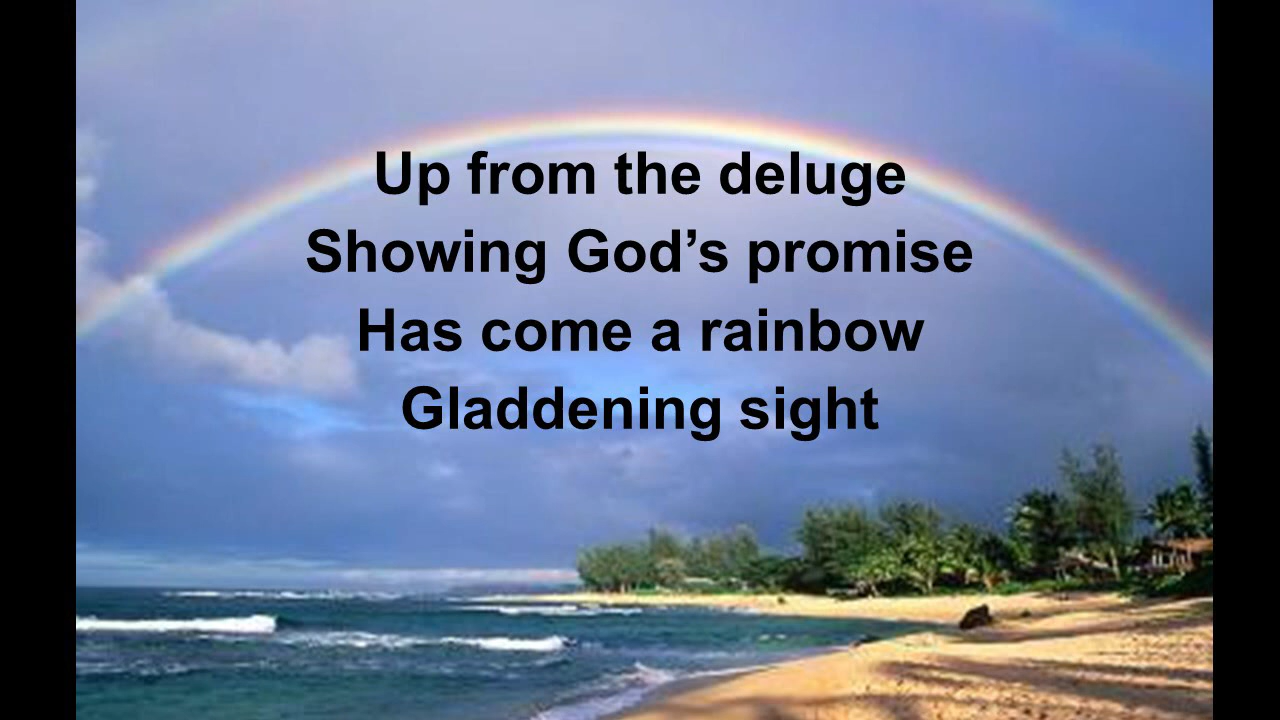 Up from the deluge
Showing God’s promise
Has come a rainbow
Gladdening sight